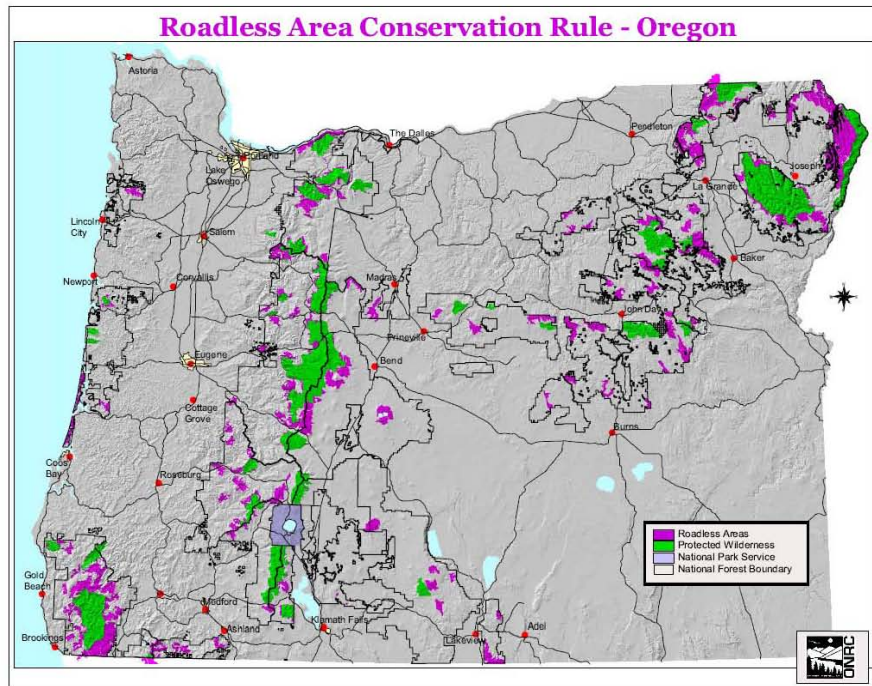 Roadless Area Conservation Rule - Oregon
Astoria
The Dalles
Pendleton
Portland
Lake
Oswego
Joseph
La Grande
Lincoln
City
Salem
Baker
Newport
Corvallis
Madras
John Day
Prineville
Eugene
Bend
Cottage
Grove
Burns
Coos
Bay
Roseburg
Roadless Areas
Protected Wilderness
National Park Service
National Forest Boundary
Gold
Beach
Medford
Ashland
Klamath Falls
Lakeview
Adel
Brookings
ONRC